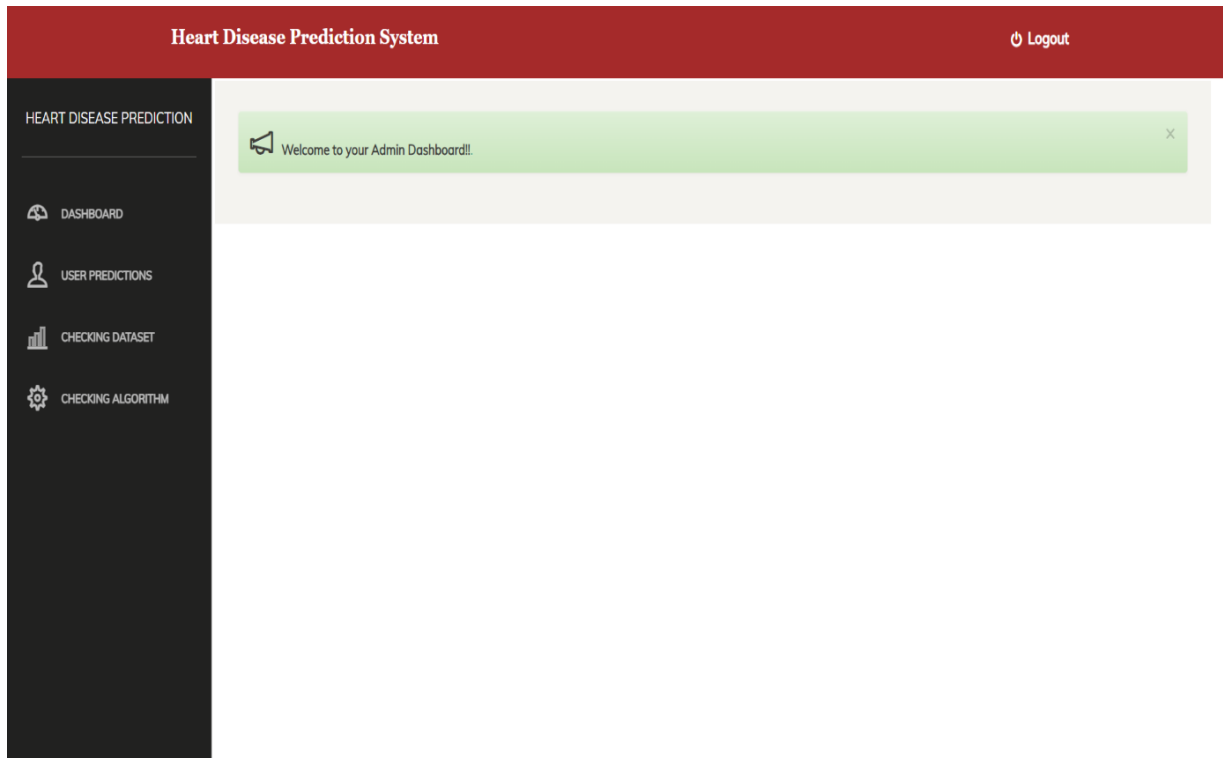 Heart Disease Prediction System
Logout
HEART DISEASE PREDICTION
Welcome to your Admin Dashboard!!.
×
DASHBOARD
USER PREDICTIONS
CHECKING DATASET
CHECKING ALGORITHM